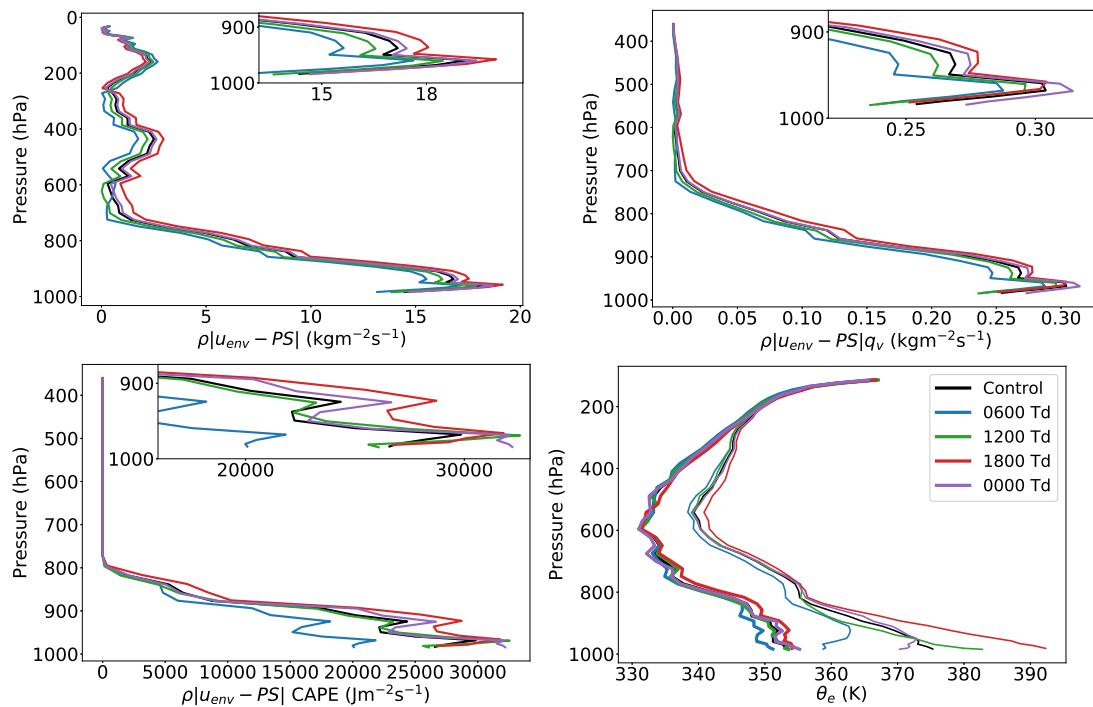 0
200
400
600
800
1000
Pressure (hPa)
0 5 10 15 20
ρ|u_env − PS| (kgm⁻²s⁻¹)
900
1000
15 18
400
500
600
700
800
900
1000
Pressure (hPa)
0.00 0.05 0.10 0.15 0.20 0.25 0.30
ρ|u_env − PS|q_v (kgm⁻²s⁻¹)
900
1000
0.25 0.30
400
500
600
700
800
900
1000
Pressure (hPa)
0 5000 10000 15000 20000 25000 30000
ρ|u_env − PS| CAPE (Jm⁻²s⁻¹)
900
1000
20000 30000
200
400
600
800
1000
Pressure (hPa)
330 340 350 360 370 380 390
θ_e (K)
Control
0600 Td
1200 Td
1800 Td
0000 Td